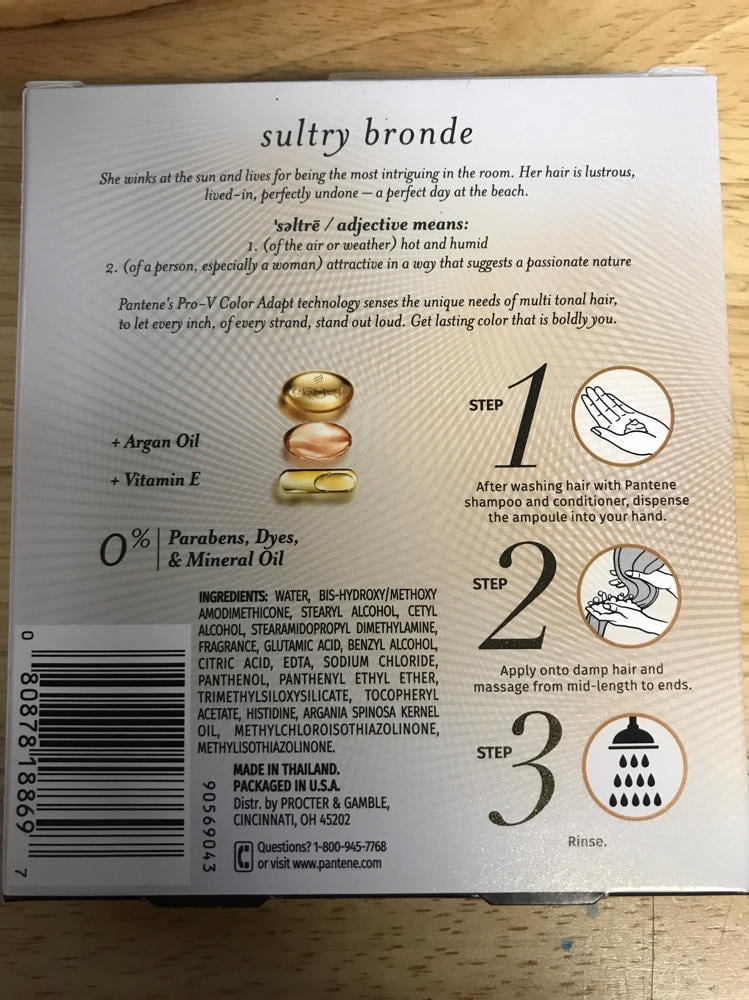 sultry bronde
She winks at the sun and lives for being the most intriguing in the room. Her hair is lustrous,
lived-in, perfectly undone — a perfect day at the beach.
'səltrē / adjective means:
1. (of the air or weather) hot and humid
2. (of a person, especially a woman) attractive in a way that suggests a passionate nature
Pantene's Pro-V Color Adapt technology senses the unique needs of multi tonal hair,
to let every inch, of every strand, stand out loud. Get lasting color that is boldly you.
+ Argan Oil
+ Vitamin E
0% Parabens, Dyes,
& Mineral Oil
INGREDIENTS: WATER, BIS-HYDROXY/METHOXY
AMODIMETHICONE, STEARYL ALCOHOL, CETYL
ALCOHOL, STEARAMIDOPROPYL DIMETHYLAMINE,
FRAGRANCE, GLUTAMIC ACID, BENZYL ALCOHOL,
CITRIC ACID, EDTA, SODIUM CHLORIDE,
PANTHENOL, PANTHENYL ETHYL ETHER,
TRIMETHYLSILOXYSILICATE, TOCOPHERYL
ACETATE, HISTIDINE, ARGANIA SPINOSA KERNEL
OIL, METHYLCHLOROISOTHIAZOLINONE,
METHYLISOTHIAZOLINONE.
MADE IN THAILAND.
PACKAGED IN U.S.A.
Distr. by PROCTER & GAMBLE,
CINCINNATI, OH 45202
Questions? 1-800-945-7768
or visit www.pantene.com
0 80878 18869 7
90569043
STEP 1
After washing hair with Pantene
shampoo and conditioner, dispense
the ampoule into your hand.
STEP 2
Apply onto damp hair and
massage from mid-length to ends.
STEP 3
Rinse.